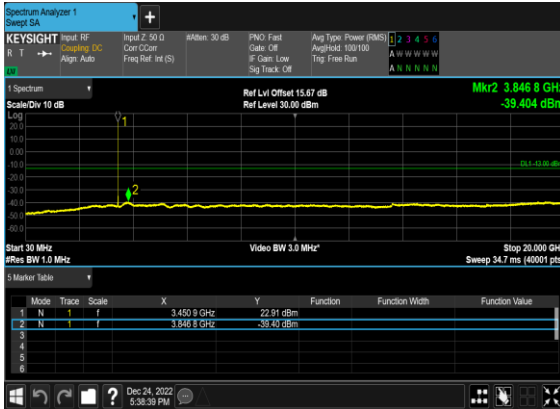 Spectrum Analyzer 1
Swept SA
+
KEYSIGHT
R T
Input: RF
Coupling: DC
Align: Auto
Input Z: 50 Ω
Corr CCorr
Freq Ref: Int (S)
#Atten: 30 dB
PNO: Fast
Gate: Off
IF Gain: Low
Sig Track: Off
Avg Type: Power (RMS)
Avg|Hold: 100/100
Trig: Free Run
1 2 3 4 5 6
A W W W W W
A N N N N N
1 Spectrum
Scale/Div 10 dB
Ref Lvl Offset 15.67 dB
Ref Level 30.00 dBm
Mkr2 3.846 8 GHz
-39.404 dBm
Log
20.0
10.0
0.00
-10.0
-20.0
-30.0
-40.0
-50.0
-60.0
1
2
DL1 -13.00 dBm
Start 30 MHz
#Res BW 1.0 MHz
Video BW 3.0 MHz*
Stop 20.000 GHz
Sweep 34.7 ms (40001 pts)
5 Marker Table
Mode Trace Scale X Y Function Function Width Function Value
1 N 1 f 3.450 9 GHz 22.91 dBm
2 N 1 f 3.846 8 GHz -39.40 dBm
3
4
5
6
?
Dec 24, 2022
5:38:39 PM